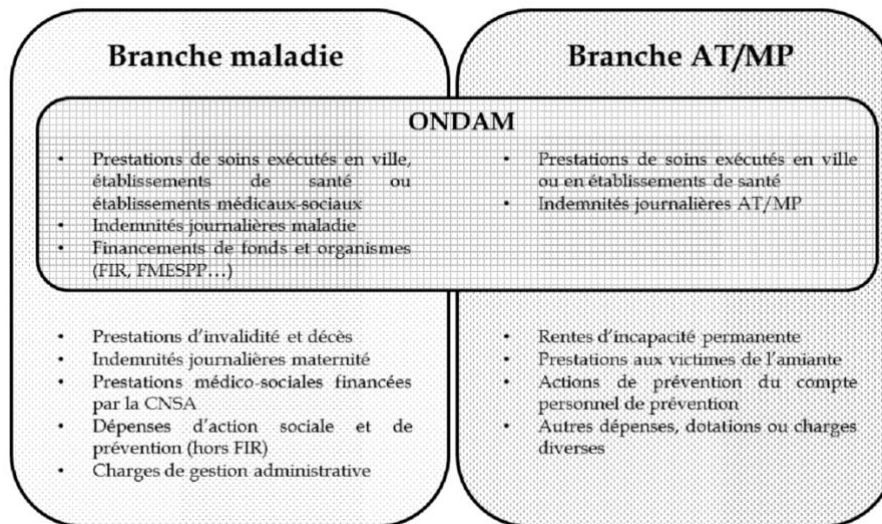 Branche maladie
Branche AT/MP
ONDAM
• Prestations de soins exécutés en ville,
établissements de santé ou
établissements médicaux-sociaux
• Indemnités journalières maladie
• Financements de fonds et organismes
(FIR, FMESPP…)
• Prestations de soins exécutés en ville
ou en établissements de santé
• Indemnités journalières AT/MP
• Prestations d'invalidité et décès
• Indemnités journalières maternité
• Prestations médico-sociales financées
par la CNSA
• Dépenses d'action sociale et de
prévention (hors FIR)
• Charges de gestion administrative
• Rentes d'incapacité permanente
• Prestations aux victimes de l'amiante
• Actions de prévention du compte
personnel de prévention
• Autres dépenses, dotations ou charges
diverses